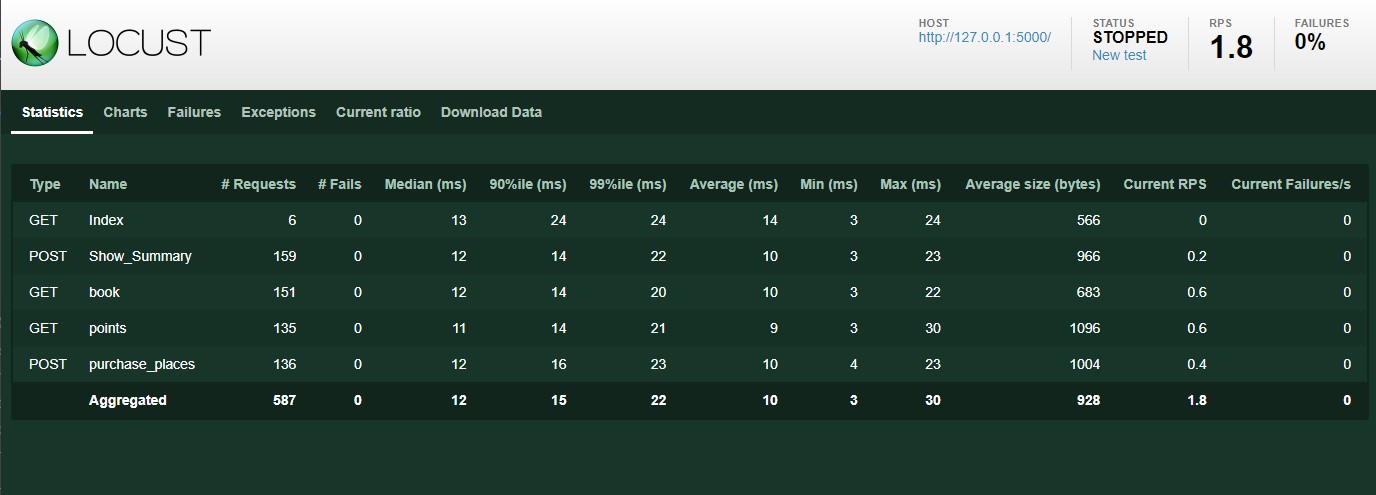 LOCUST
HOST
http://127.0.0.1:5000/
STATUS
STOPPED
New test
RPS
1.8
FAILURES
0%
Statistics Charts Failures Exceptions Current ratio Download Data
Type Name # Requests # Fails Median (ms) 90%ile (ms) 99%ile (ms) Average (ms) Min (ms) Max (ms) Average size (bytes) Current RPS Current Failures/s
GET Index 6 0 13 24 24 14 3 24 566 0 0
POST Show_Summary 159 0 12 14 22 10 3 23 966 0.2 0
GET book 151 0 12 14 20 10 3 22 683 0.6 0
GET points 135 0 11 14 21 9 3 30 1096 0.6 0
POST purchase_places 136 0 12 16 23 10 4 23 1004 0.4 0
Aggregated 587 0 12 15 22 10 3 30 928 1.8 0